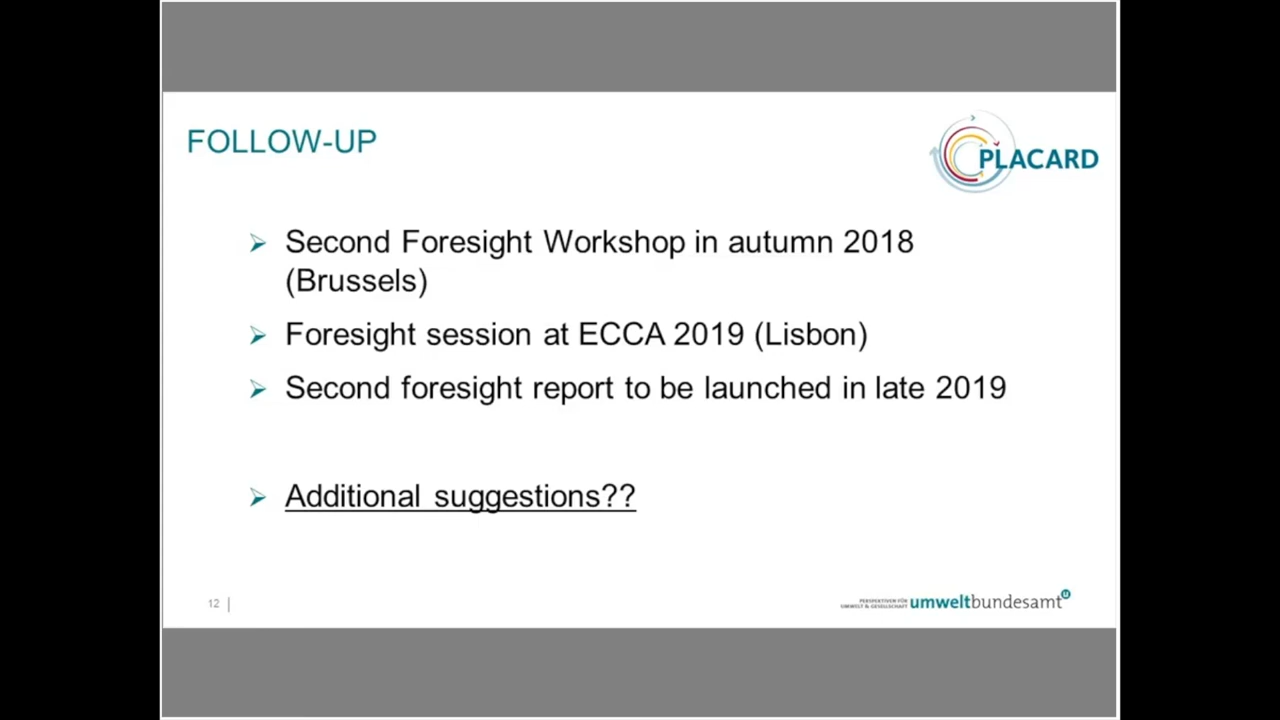 FOLLOW-UP
PLACARD
Second Foresight Workshop in autumn 2018
(Brussels)
Foresight session at ECCA 2019 (Lisbon)
Second foresight report to be launched in late 2019
Additional suggestions??
12
PERSPEKTIVEN FÜR
UMWELT & GESELLSCHAFT umweltbundesamt